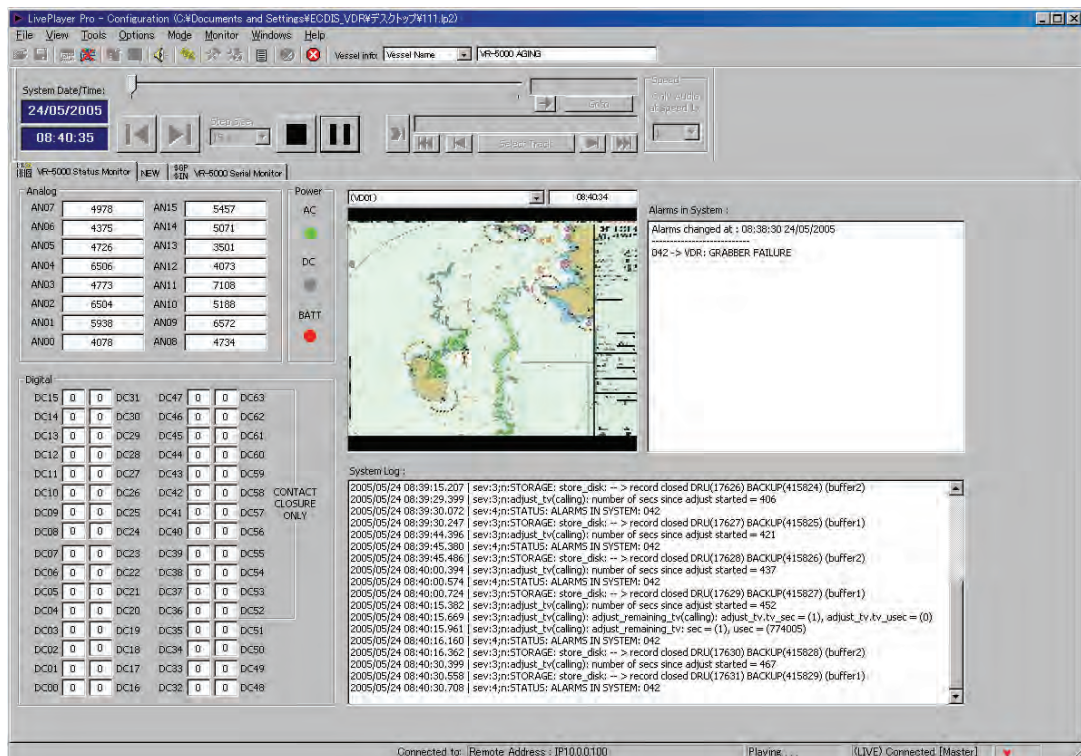 LivePlayer Pro - Configuration (C:¥Documents and Settings¥ECDIS_VDR¥デスクトップ¥111.lp2)
File View Tools Options Mode Monitor Windows Help
Vessel info: Vessel Name VR-5000 AGING
System Date/Time:
24/05/2005
08:40:35
Step Size:
15 s
Goto
Select Track
Speed
Only audio
at speed 1x
VR-5000 Status Monitor NEW $GP $IN VR-5000 Serial Monitor
Analog
AN07 4978 AN15 5457
AN06 4375 AN14 5071
AN05 4726 AN13 3501
AN04 6506 AN12 4073
AN03 4773 AN11 7108
AN02 6504 AN10 5188
AN01 5938 AN09 6572
AN00 4078 AN08 4734
Power
AC
DC
BATT
(VD01) 08:40:34
Alarms in System :
Alarms changed at : 08:38:30 24/05/2005
---------------------------
042 -> VDR: GRABBER FAILURE
Digital
DC15 0 0 DC31 DC47 0 0 DC63
DC14 0 0 DC30 DC46 0 0 DC62
DC13 0 0 DC29 DC45 0 0 DC61
DC12 0 0 DC28 DC44 0 0 DC60
DC11 0 0 DC27 DC43 0 0 DC59
DC10 0 0 DC26 DC42 0 0 DC58
DC09 0 0 DC25 DC41 0 0 DC57
DC08 0 0 DC24 DC40 0 0 DC56
DC07 0 0 DC23 DC39 0 0 DC55
DC06 0 0 DC22 DC38 0 0 DC54
DC05 0 0 DC21 DC37 0 0 DC53
DC04 0 0 DC20 DC36 0 0 DC52
DC03 0 0 DC19 DC35 0 0 DC51
DC02 0 0 DC18 DC34 0 0 DC50
DC01 0 0 DC17 DC33 0 0 DC49
DC00 0 0 DC16 DC32 0 0 DC48
CONTACT
CLOSURE
ONLY
System Log :
2005/05/24 08:39:15.207 | sev:3;n:STORAGE: store_disk: -- > record closed DRU(17626) BACKUP(415824) (buffer2)
2005/05/24 08:39:29.399 | sev:3;n:adjust_tv(calling): number of secs since adjust started = 406
2005/05/24 08:39:30.072 | sev:4;n:STATUS: ALARMS IN SYSTEM: 042
2005/05/24 08:39:30.247 | sev:3;n:STORAGE: store_disk: -- > record closed DRU(17627) BACKUP(415825) (buffer1)
2005/05/24 08:39:44.396 | sev:3;n:adjust_tv(calling): number of secs since adjust started = 421
2005/05/24 08:39:45.380 | sev:4;n:STATUS: ALARMS IN SYSTEM: 042
2005/05/24 08:39:45.486 | sev:3;n:STORAGE: store_disk: -- > record closed DRU(17628) BACKUP(415826) (buffer2)
2005/05/24 08:40:00.394 | sev:3;n:adjust_tv(calling): number of secs since adjust started = 437
2005/05/24 08:40:00.574 | sev:4;n:STATUS: ALARMS IN SYSTEM: 042
2005/05/24 08:40:00.724 | sev:3;n:STORAGE: store_disk: -- > record closed DRU(17629) BACKUP(415827) (buffer1)
2005/05/24 08:40:15.382 | sev:3;n:adjust_tv(calling): number of secs since adjust started = 452
2005/05/24 08:40:15.669 | sev:3;n:adjust_remaining_tv(calling): adjust_tv.tv_sec = (1), adjust_tv.tv_usec = (0)
2005/05/24 08:40:15.961 | sev:3;n:adjust_remaining_tv: sec = (1), usec = (774005)
2005/05/24 08:40:16.160 | sev:4;n:STATUS: ALARMS IN SYSTEM: 042
2005/05/24 08:40:16.362 | sev:3;n:STORAGE: store_disk: -- > record closed DRU(17630) BACKUP(415828) (buffer2)
2005/05/24 08:40:30.399 | sev:3;n:adjust_tv(calling): number of secs since adjust started = 467
2005/05/24 08:40:30.558 | sev:3;n:STORAGE: store_disk: -- > record closed DRU(17631) BACKUP(415829) (buffer1)
2005/05/24 08:40:30.708 | sev:4;n:STATUS: ALARMS IN SYSTEM: 042
Connected to: Remote Address : IP10.0.0.100 Playing. . . . (LIVE) Connected [Master]